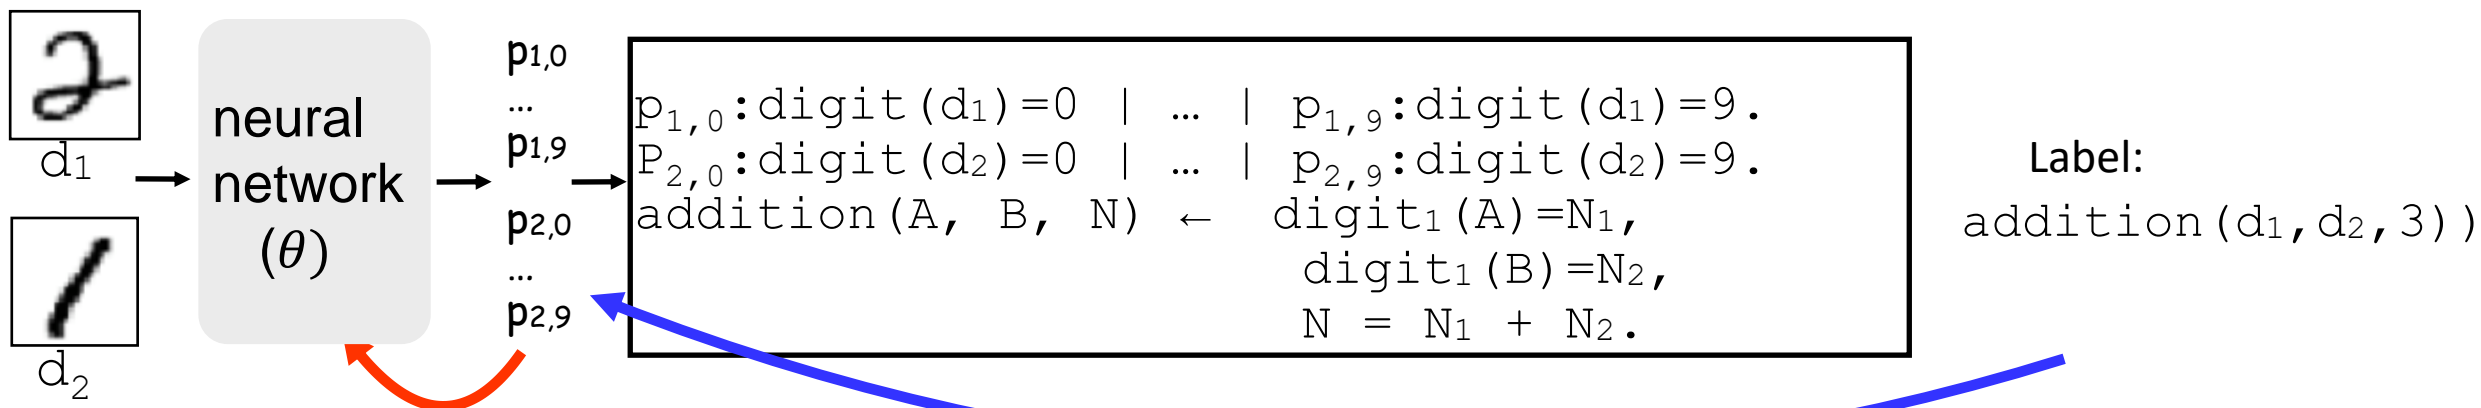 2
d₁
1
d₂
neural
network
(θ)
p₁,₀
…
p₁,₉
p₂,₀
…
p₂,₉
p₁,₀:digit(d₁)=0 | … | p₁,₉:digit(d₁)=9.
P₂,₀:digit(d₂)=0 | … | p₂,₉:digit(d₂)=9.
addition(A, B, N) ← digit₁(A)=N₁,
digit₁(B)=N₂,
N = N₁ + N₂.
Label:
addition(d₁,d₂,3))